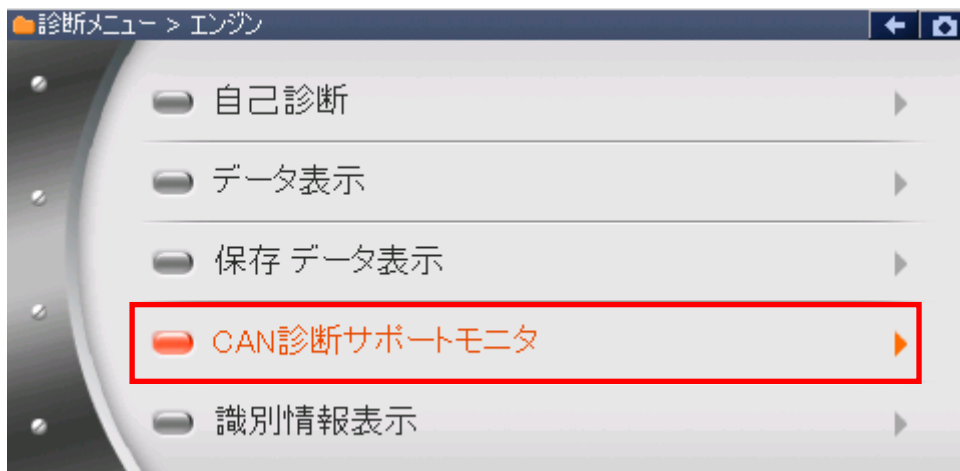 診断メニュー > エンジン
自己診断
データ表示
保存 データ表示
CAN診断サポートモニタ
識別情報表示